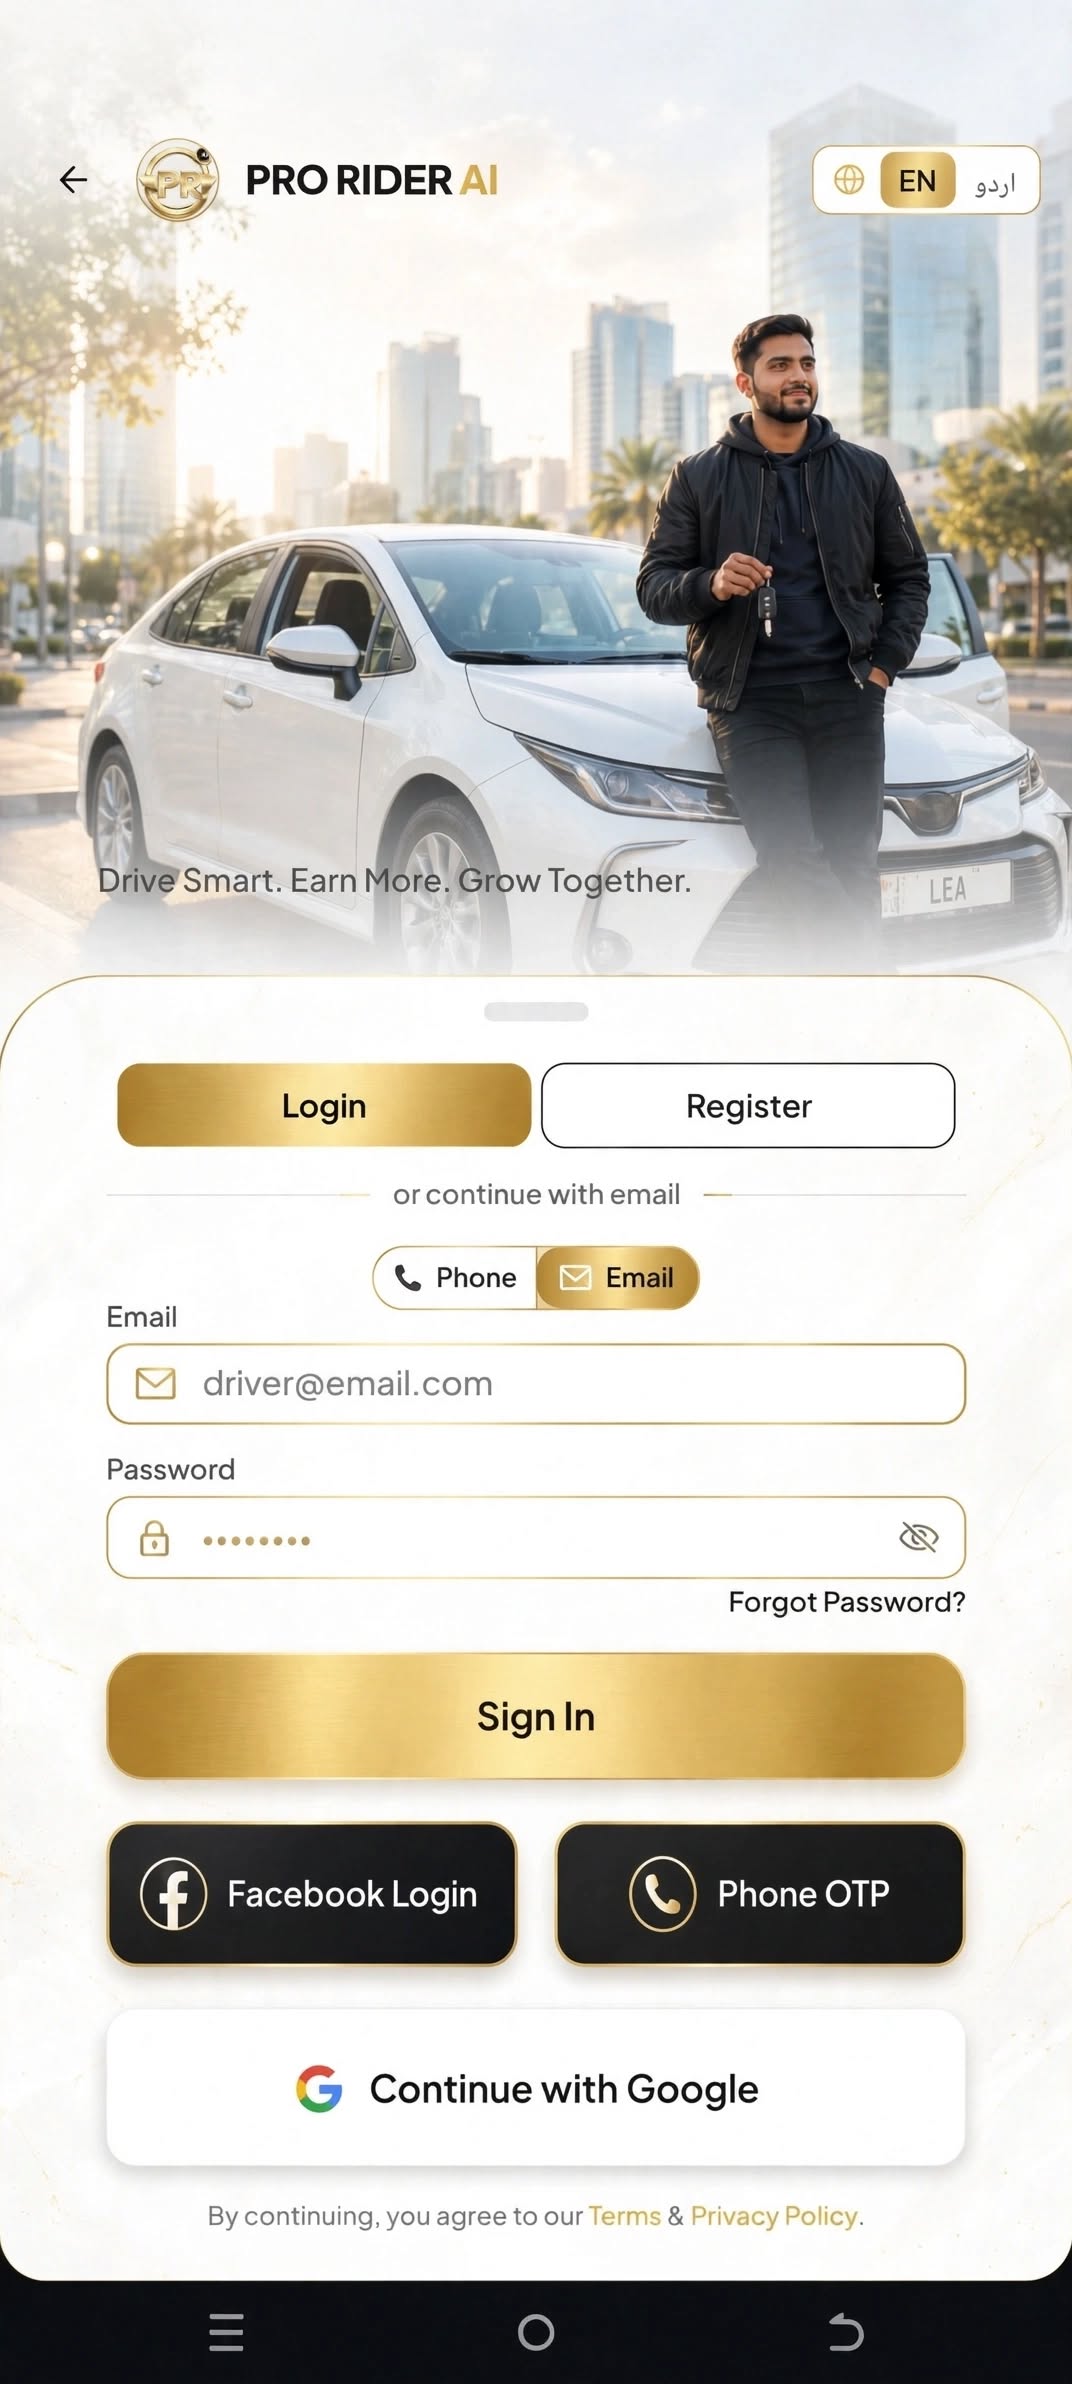 PR PRO RIDER AI EN اردو
LEA
Drive Smart. Earn More. Grow Together.
Login Register
or continue with email
Phone Email
Email
driver@email.com
Password
••••••••
Forgot Password?
Sign In
Facebook Login Phone OTP
Continue with Google
By continuing, you agree to our Terms & Privacy Policy.